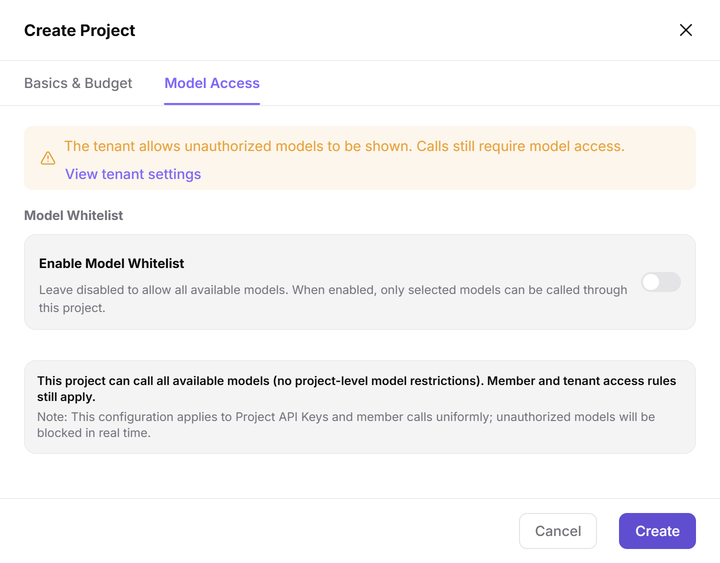 Create Project
Basics & Budget
Model Access
The tenant allows unauthorized models to be shown. Calls still require model access.
View tenant settings
Model Whitelist
Enable Model Whitelist
Leave disabled to allow all available models. When enabled, only selected models can be called through
this project.
This project can call all available models (no project-level model restrictions). Member and tenant access rules
still apply.
Note: This configuration applies to Project API Keys and member calls uniformly; unauthorized models will be
blocked in real time.
Cancel
Create